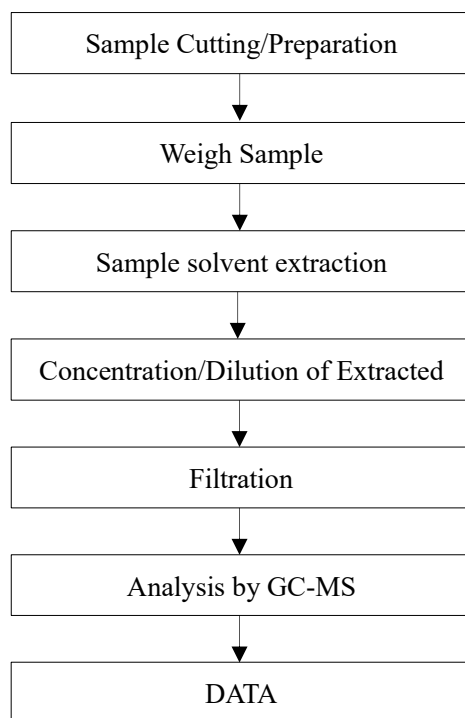 Sample Cutting/Preparation
Weigh Sample
Sample solvent extraction
Concentration/Dilution of Extracted
Filtration
Analysis by GC-MS
DATA